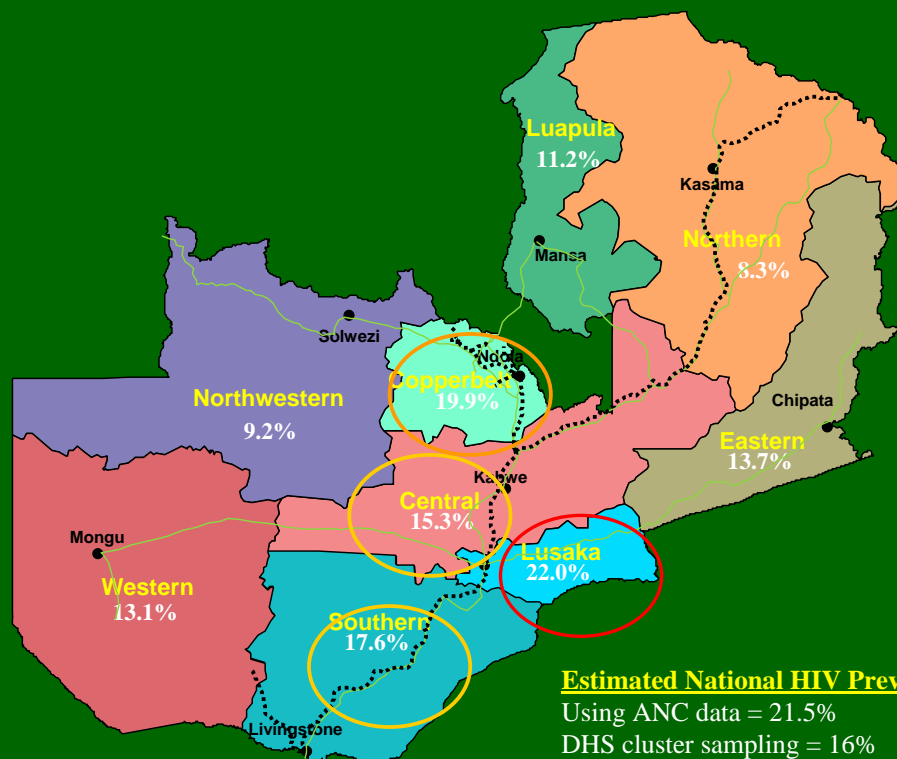 Luapula
11.2%
Kasama
Northern
8.3%
Mansa
Solwezi
Ndola
Copperbelt
19.9%
Northwestern
9.2%
Chipata
Eastern
13.7%
Kabwe
Central
15.3%
Mongu
Western
13.1%
Lusaka
22.0%
Southern
17.6%
Livingstone
Estimated National HIV Prev
Using ANC data = 21.5%
DHS cluster sampling = 16%